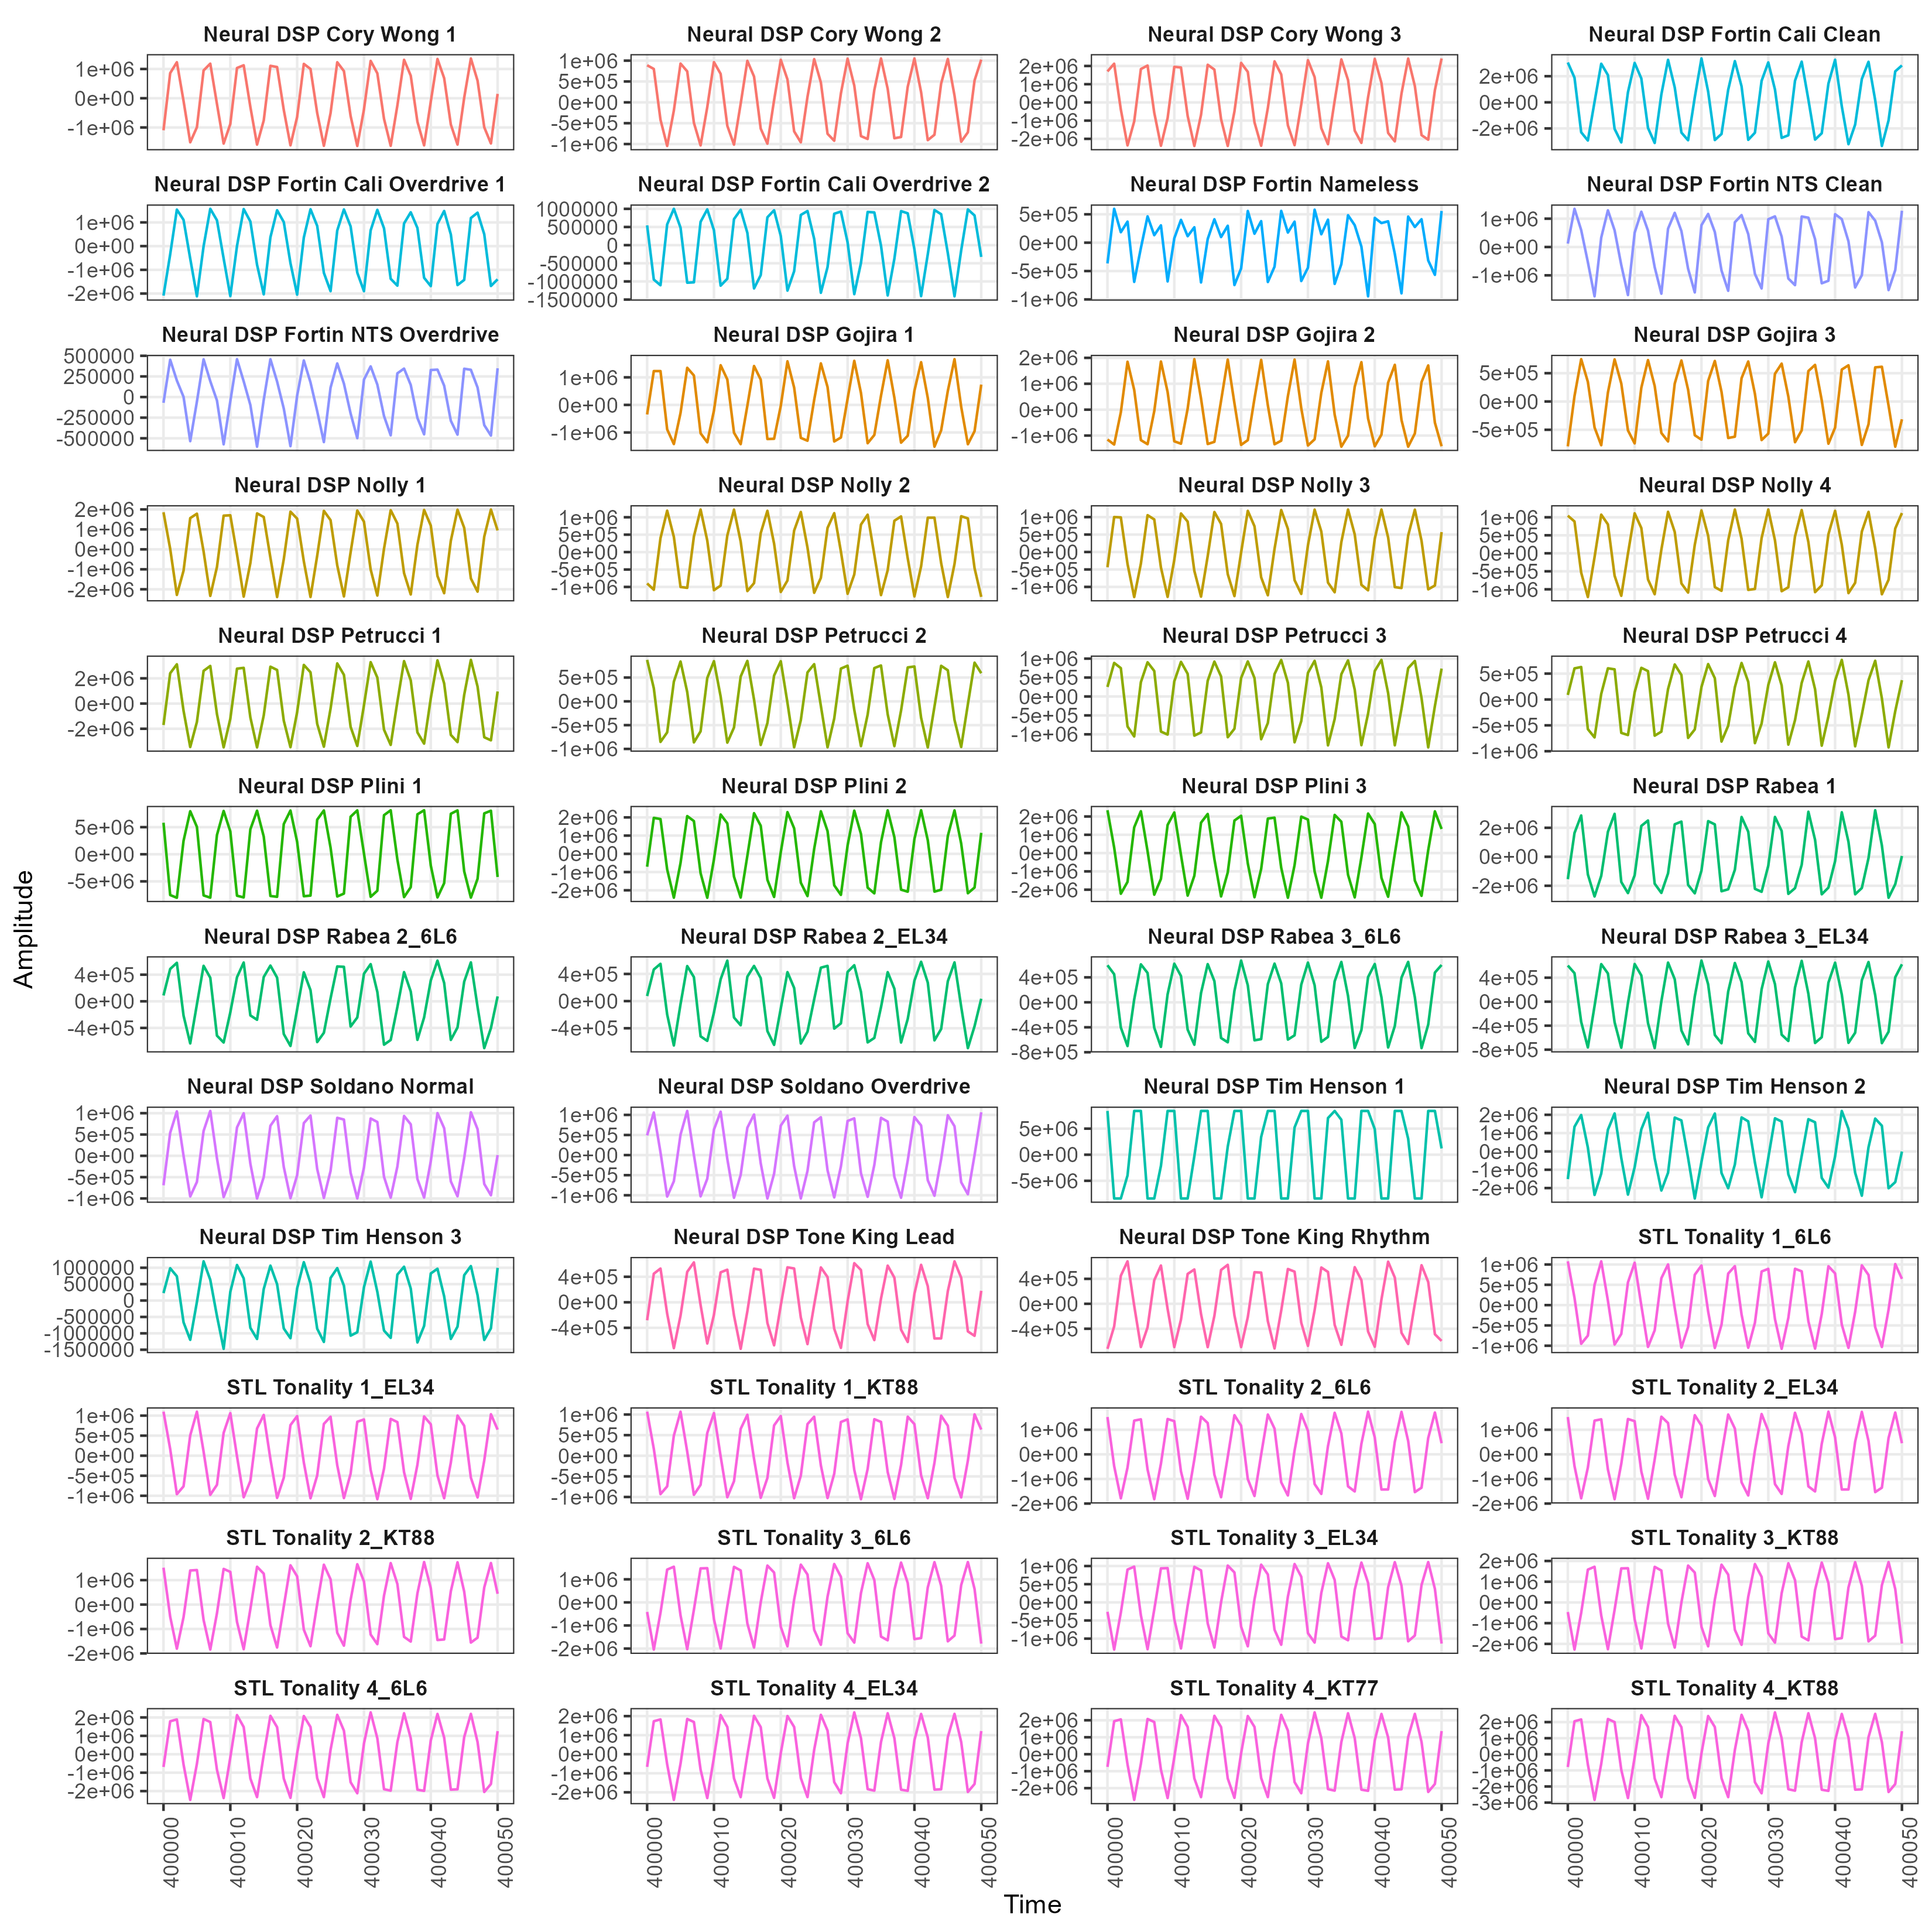 Neural DSP Cory Wong 1
Neural DSP Cory Wong 2
Neural DSP Cory Wong 3
Neural DSP Fortin Cali Clean
1e+06
0e+00
-1e+06
1e+06
5e+05
0e+00
-5e+05
-1e+06
2e+06
1e+06
0e+00
-1e+06
-2e+06
2e+06
0e+00
-2e+06
Neural DSP Fortin Cali Overdrive 1
Neural DSP Fortin Cali Overdrive 2
Neural DSP Fortin Nameless
Neural DSP Fortin NTS Clean
1e+06
0e+00
-1e+06
-2e+06
1000000
500000
0
-500000
-1000000
-1500000
5e+05
0e+00
-5e+05
-1e+06
1e+06
0e+00
-1e+06
Neural DSP Fortin NTS Overdrive
Neural DSP Gojira 1
Neural DSP Gojira 2
Neural DSP Gojira 3
500000
250000
0
-250000
-500000
1e+06
0e+00
-1e+06
2e+06
1e+06
0e+00
-1e+06
5e+05
0e+00
-5e+05
Neural DSP Nolly 1
Neural DSP Nolly 2
Neural DSP Nolly 3
Neural DSP Nolly 4
2e+06
1e+06
0e+00
-1e+06
-2e+06
1e+06
5e+05
0e+00
-5e+05
-1e+06
1e+06
5e+05
0e+00
-5e+05
-1e+06
1e+06
5e+05
0e+00
-5e+05
-1e+06
Neural DSP Petrucci 1
Neural DSP Petrucci 2
Neural DSP Petrucci 3
Neural DSP Petrucci 4
2e+06
0e+00
-2e+06
5e+05
0e+00
-5e+05
-1e+06
1e+06
5e+05
0e+00
-5e+05
-1e+06
5e+05
0e+00
-5e+05
-1e+06
Neural DSP Plini 1
Neural DSP Plini 2
Neural DSP Plini 3
Neural DSP Rabea 1
5e+06
0e+00
-5e+06
2e+06
1e+06
0e+00
-1e+06
-2e+06
2e+06
1e+06
0e+00
-1e+06
-2e+06
2e+06
0e+00
-2e+06
Neural DSP Rabea 2_6L6
Neural DSP Rabea 2_EL34
Neural DSP Rabea 3_6L6
Neural DSP Rabea 3_EL34
4e+05
0e+00
-4e+05
4e+05
0e+00
-4e+05
4e+05
0e+00
-4e+05
-8e+05
4e+05
0e+00
-4e+05
-8e+05
Neural DSP Soldano Normal
Neural DSP Soldano Overdrive
Neural DSP Tim Henson 1
Neural DSP Tim Henson 2
1e+06
5e+05
0e+00
-5e+05
-1e+06
1e+06
5e+05
0e+00
-5e+05
-1e+06
5e+06
0e+00
-5e+06
2e+06
1e+06
0e+00
-1e+06
-2e+06
Neural DSP Tim Henson 3
Neural DSP Tone King Lead
Neural DSP Tone King Rhythm
STL Tonality 1_6L6
1000000
500000
0
-500000
-1000000
-1500000
4e+05
0e+00
-4e+05
4e+05
0e+00
-4e+05
1e+06
5e+05
0e+00
-5e+05
-1e+06
STL Tonality 1_EL34
STL Tonality 1_KT88
STL Tonality 2_6L6
STL Tonality 2_EL34
1e+06
5e+05
0e+00
-5e+05
-1e+06
1e+06
5e+05
0e+00
-5e+05
-1e+06
1e+06
0e+00
-1e+06
-2e+06
1e+06
0e+00
-1e+06
-2e+06
STL Tonality 2_KT88
STL Tonality 3_6L6
STL Tonality 3_EL34
STL Tonality 3_KT88
1e+06
0e+00
-1e+06
-2e+06
1e+06
0e+00
-1e+06
-2e+06
1e+06
5e+05
0e+00
-5e+05
-1e+06
2e+06
1e+06
0e+00
-1e+06
-2e+06
STL Tonality 4_6L6
STL Tonality 4_EL34
STL Tonality 4_KT77
STL Tonality 4_KT88
2e+06
1e+06
0e+00
-1e+06
-2e+06
2e+06
1e+06
0e+00
-1e+06
-2e+06
2e+06
1e+06
0e+00
-1e+06
-2e+06
2e+06
1e+06
0e+00
-1e+06
-2e+06
-3e+06
400000
400010
400020
400030
400040
400050
400000
400010
400020
400030
400040
400050
400000
400010
400020
400030
400040
400050
400000
400010
400020
400030
400040
400050
Time
Amplitude